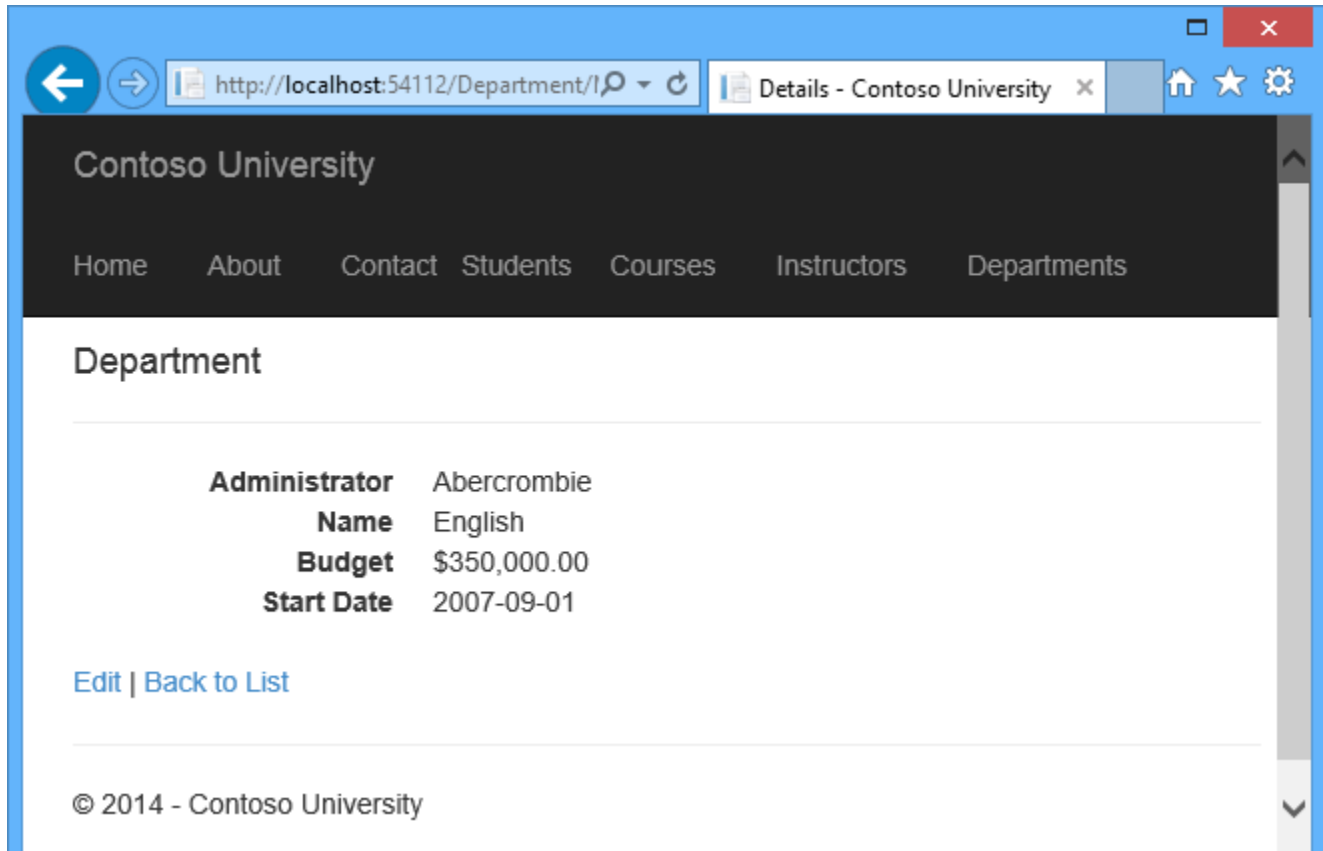 http://localhost:54112/Department/
Details - Contoso University
Contoso University
Home About Contact Students Courses Instructors Departments
Department
Administrator Abercrombie
Name English
Budget $350,000.00
Start Date 2007-09-01
Edit | Back to List
© 2014 - Contoso University